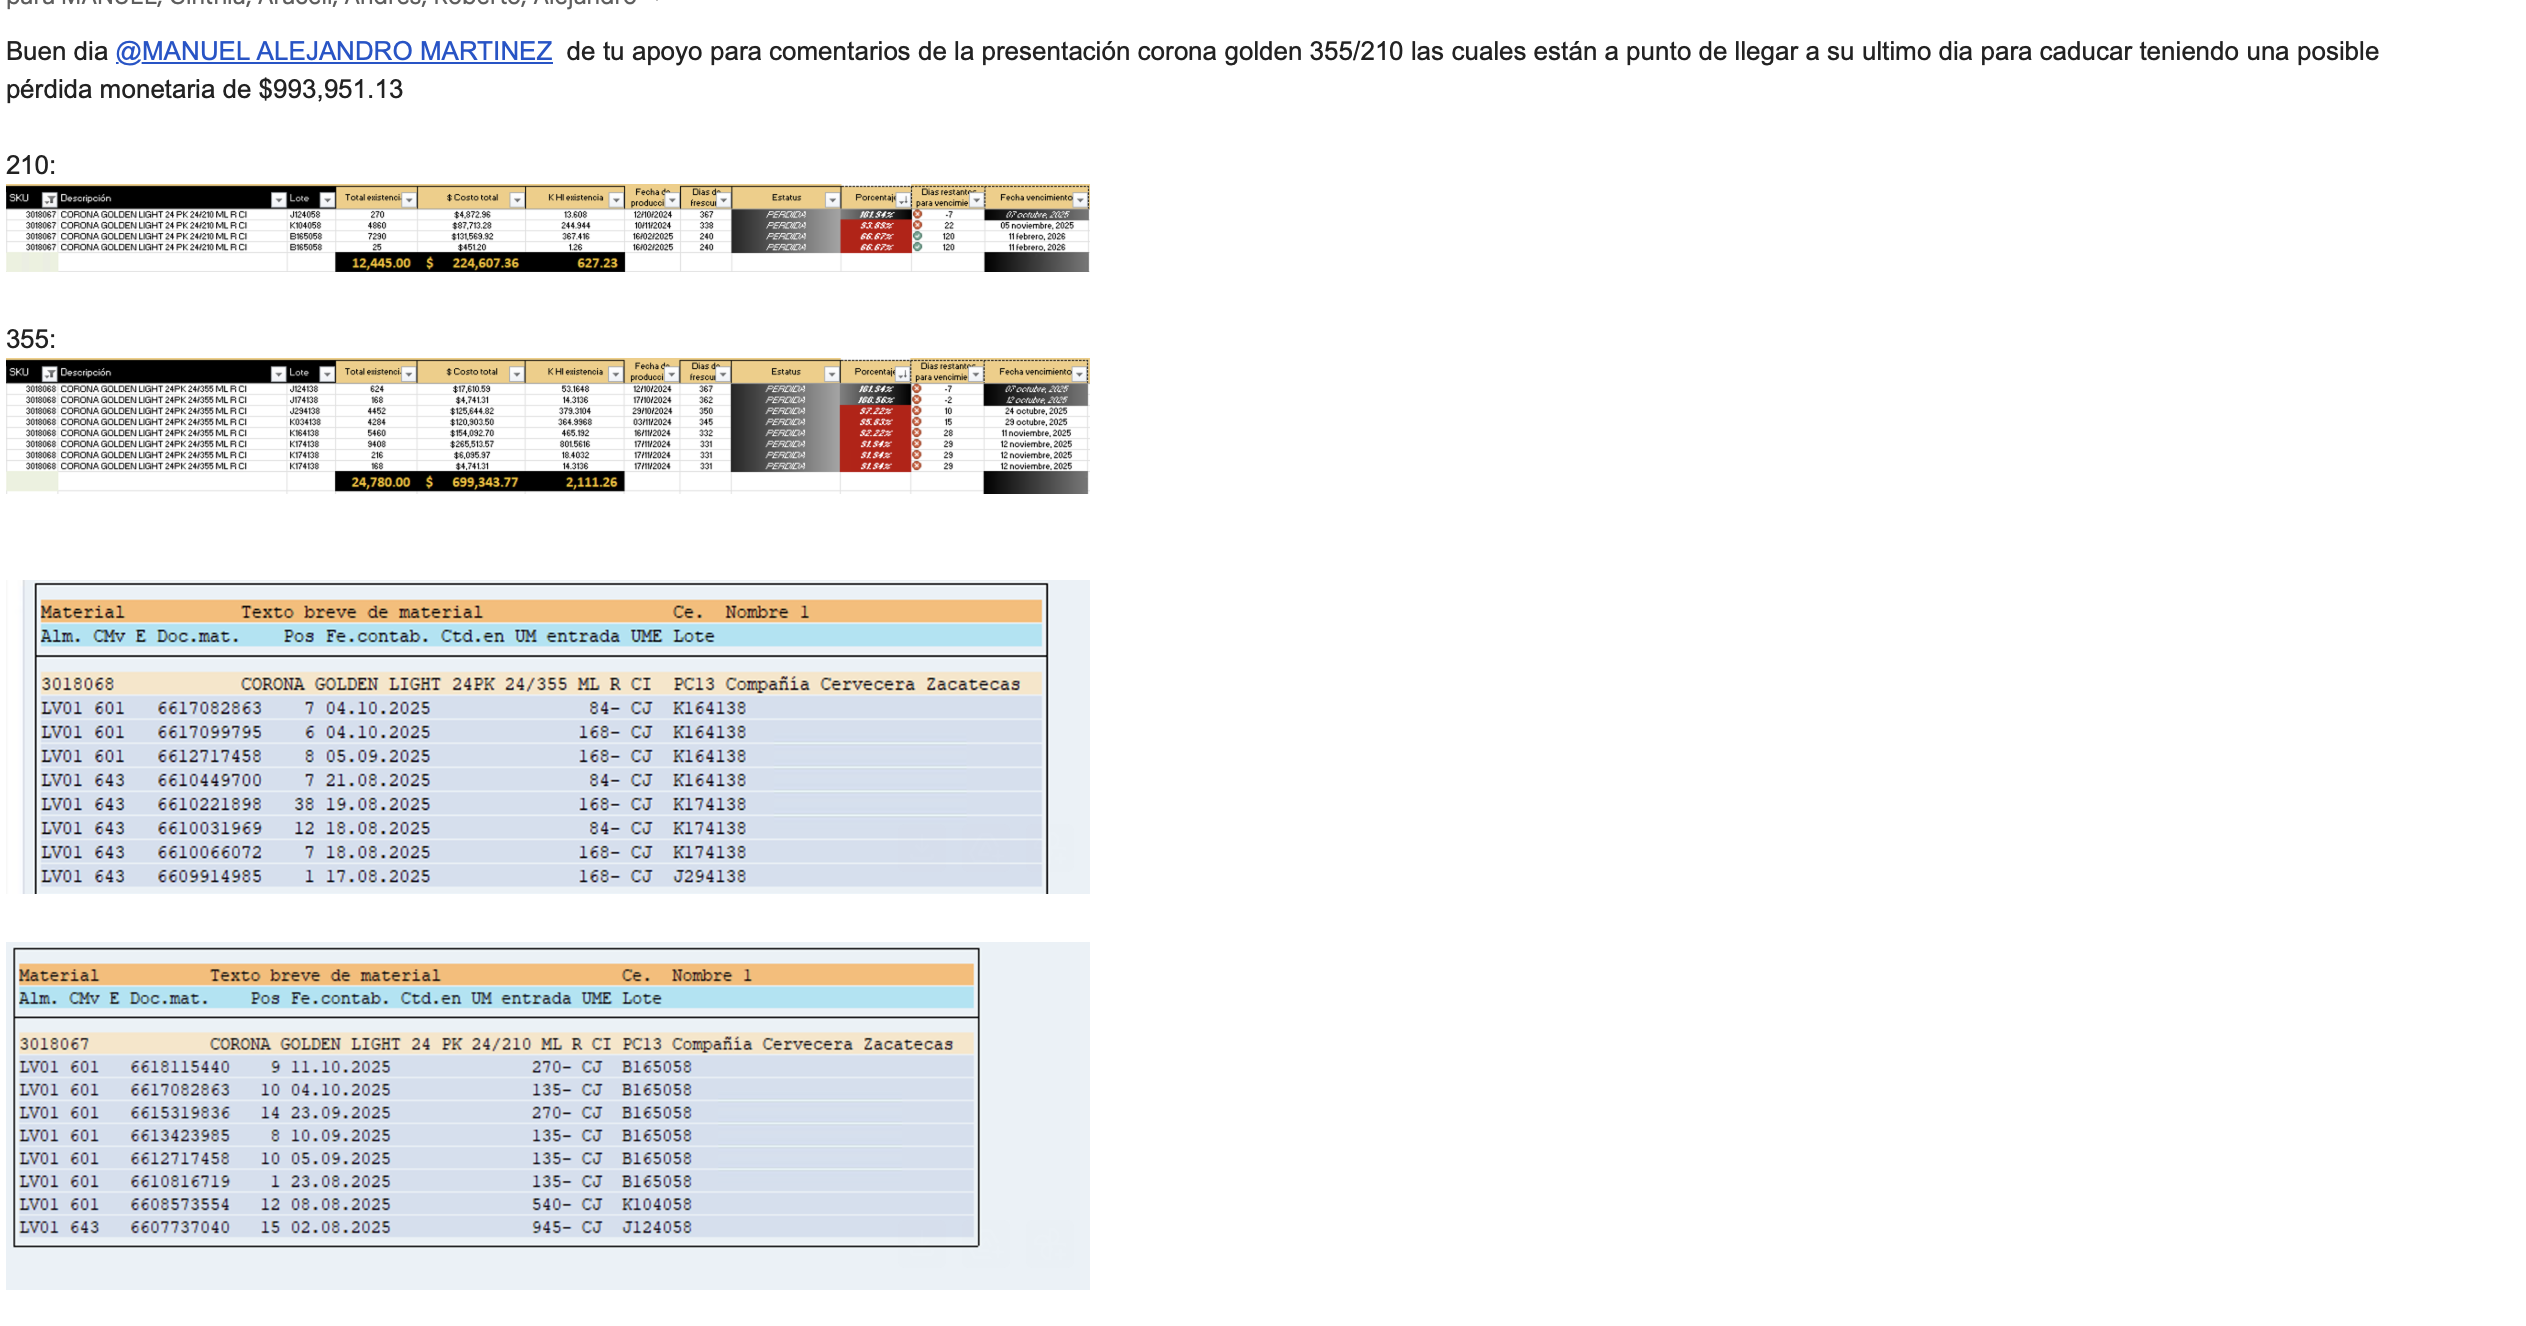 Buen dia @MANUEL ALEJANDRO MARTINEZ de tu apoyo para comentarios de la presentación corona golden 355/210 las cuales están a punto de llegar a su ultimo dia para caducar teniendo una posible
pérdida monetaria de $993,951.13
210:
SKU Descripción Lote Total existenci $ Costo total K Hl existencia Fecha de producci Dias de frescu Estatus Porcentaje Dias restantes para vencimie Fecha vencimiento
3018067 CORONA GOLDEN LIGHT 24 PK 24/210 ML R CI J124058 270 $4,872.96 13.608 12/10/2024 367 PERDIDA 101.54% -7 07 octubre, 2025
3018067 CORONA GOLDEN LIGHT 24 PK 24/210 ML R CI K104058 4860 $87,713.28 244.944 10/11/2024 338 PERDIDA 93.89% 22 05 noviembre, 2025
3018067 CORONA GOLDEN LIGHT 24 PK 24/210 ML R CI B165058 7290 $131,569.92 367.416 16/02/2025 240 PERDIDA 66.67% 120 11 febrero, 2026
3018067 CORONA GOLDEN LIGHT 24 PK 24/210 ML R CI B165058 25 $451.20 1.26 16/02/2025 240 PERDIDA 66.67% 120 11 febrero, 2026
12,445.00 $ 224,607.36 627.23
355:
SKU Descripción Lote Total existenci $ Costo total K Hl existencia Fecha de producci Dias de frescu Estatus Porcentaje Dias restantes para vencimie Fecha vencimiento
3018068 CORONA GOLDEN LIGHT 24PK 24/355 ML R CI J124138 624 $17,610.59 53.1648 12/10/2024 367 PERDIDA 101.94% -7 07 octubre, 2025
3018068 CORONA GOLDEN LIGHT 24PK 24/355 ML R CI J174138 168 $4,741.31 14.3136 17/10/2024 362 PERDIDA 100.56% -2 12 octubre, 2025
3018068 CORONA GOLDEN LIGHT 24PK 24/355 ML R CI J294138 4452 $125,644.82 379.3104 29/10/2024 350 PERDIDA 97.22% 10 24 octubre, 2025
3018068 CORONA GOLDEN LIGHT 24PK 24/355 ML R CI K034138 4284 $120,903.50 364.9968 03/11/2024 345 PERDIDA 95.83% 15 29 octubre, 2025
3018068 CORONA GOLDEN LIGHT 24PK 24/355 ML R CI K164138 5460 $154,092.70 465.192 16/11/2024 332 PERDIDA 92.22% 28 11 noviembre, 2025
3018068 CORONA GOLDEN LIGHT 24PK 24/355 ML R CI K174138 9408 $265,513.57 801.5616 17/11/2024 331 PERDIDA 91.94% 29 12 noviembre, 2025
3018068 CORONA GOLDEN LIGHT 24PK 24/355 ML R CI K174138 216 $6,095.97 18.4032 17/11/2024 331 PERDIDA 91.94% 29 12 noviembre, 2025
3018068 CORONA GOLDEN LIGHT 24PK 24/355 ML R CI K174138 168 $4,741.31 14.3136 17/11/2024 331 PERDIDA 91.94% 29 12 noviembre, 2025
24,780.00 $ 699,343.77 2,111.26
Material Texto breve de material Ce. Nombre 1
Alm. CMv E Doc.mat. Pos Fe.contab. Ctd.en UM entrada UME Lote
3018068 CORONA GOLDEN LIGHT 24PK 24/355 ML R CI PC13 Compañía Cervecera Zacatecas
LV01 601 6617082863 7 04.10.2025 84- CJ K164138
LV01 601 6617099795 6 04.10.2025 168- CJ K164138
LV01 601 6612717458 8 05.09.2025 168- CJ K164138
LV01 643 6610449700 7 21.08.2025 84- CJ K164138
LV01 643 6610221898 38 19.08.2025 168- CJ K174138
LV01 643 6610031969 12 18.08.2025 84- CJ K174138
LV01 643 6610066072 7 18.08.2025 168- CJ K174138
LV01 643 6609914985 1 17.08.2025 168- CJ J294138
Material Texto breve de material Ce. Nombre 1
Alm. CMv E Doc.mat. Pos Fe.contab. Ctd.en UM entrada UME Lote
3018067 CORONA GOLDEN LIGHT 24 PK 24/210 ML R CI PC13 Compañía Cervecera Zacatecas
LV01 601 6618115440 9 11.10.2025 270- CJ B165058
LV01 601 6617082863 10 04.10.2025 135- CJ B165058
LV01 601 6615319836 14 23.09.2025 270- CJ B165058
LV01 601 6613423985 8 10.09.2025 135- CJ B165058
LV01 601 6612717458 10 05.09.2025 135- CJ B165058
LV01 601 6610816719 1 23.08.2025 135- CJ B165058
LV01 601 6608573554 12 08.08.2025 540- CJ K104058
LV01 643 6607737040 15 02.08.2025 945- CJ J124058